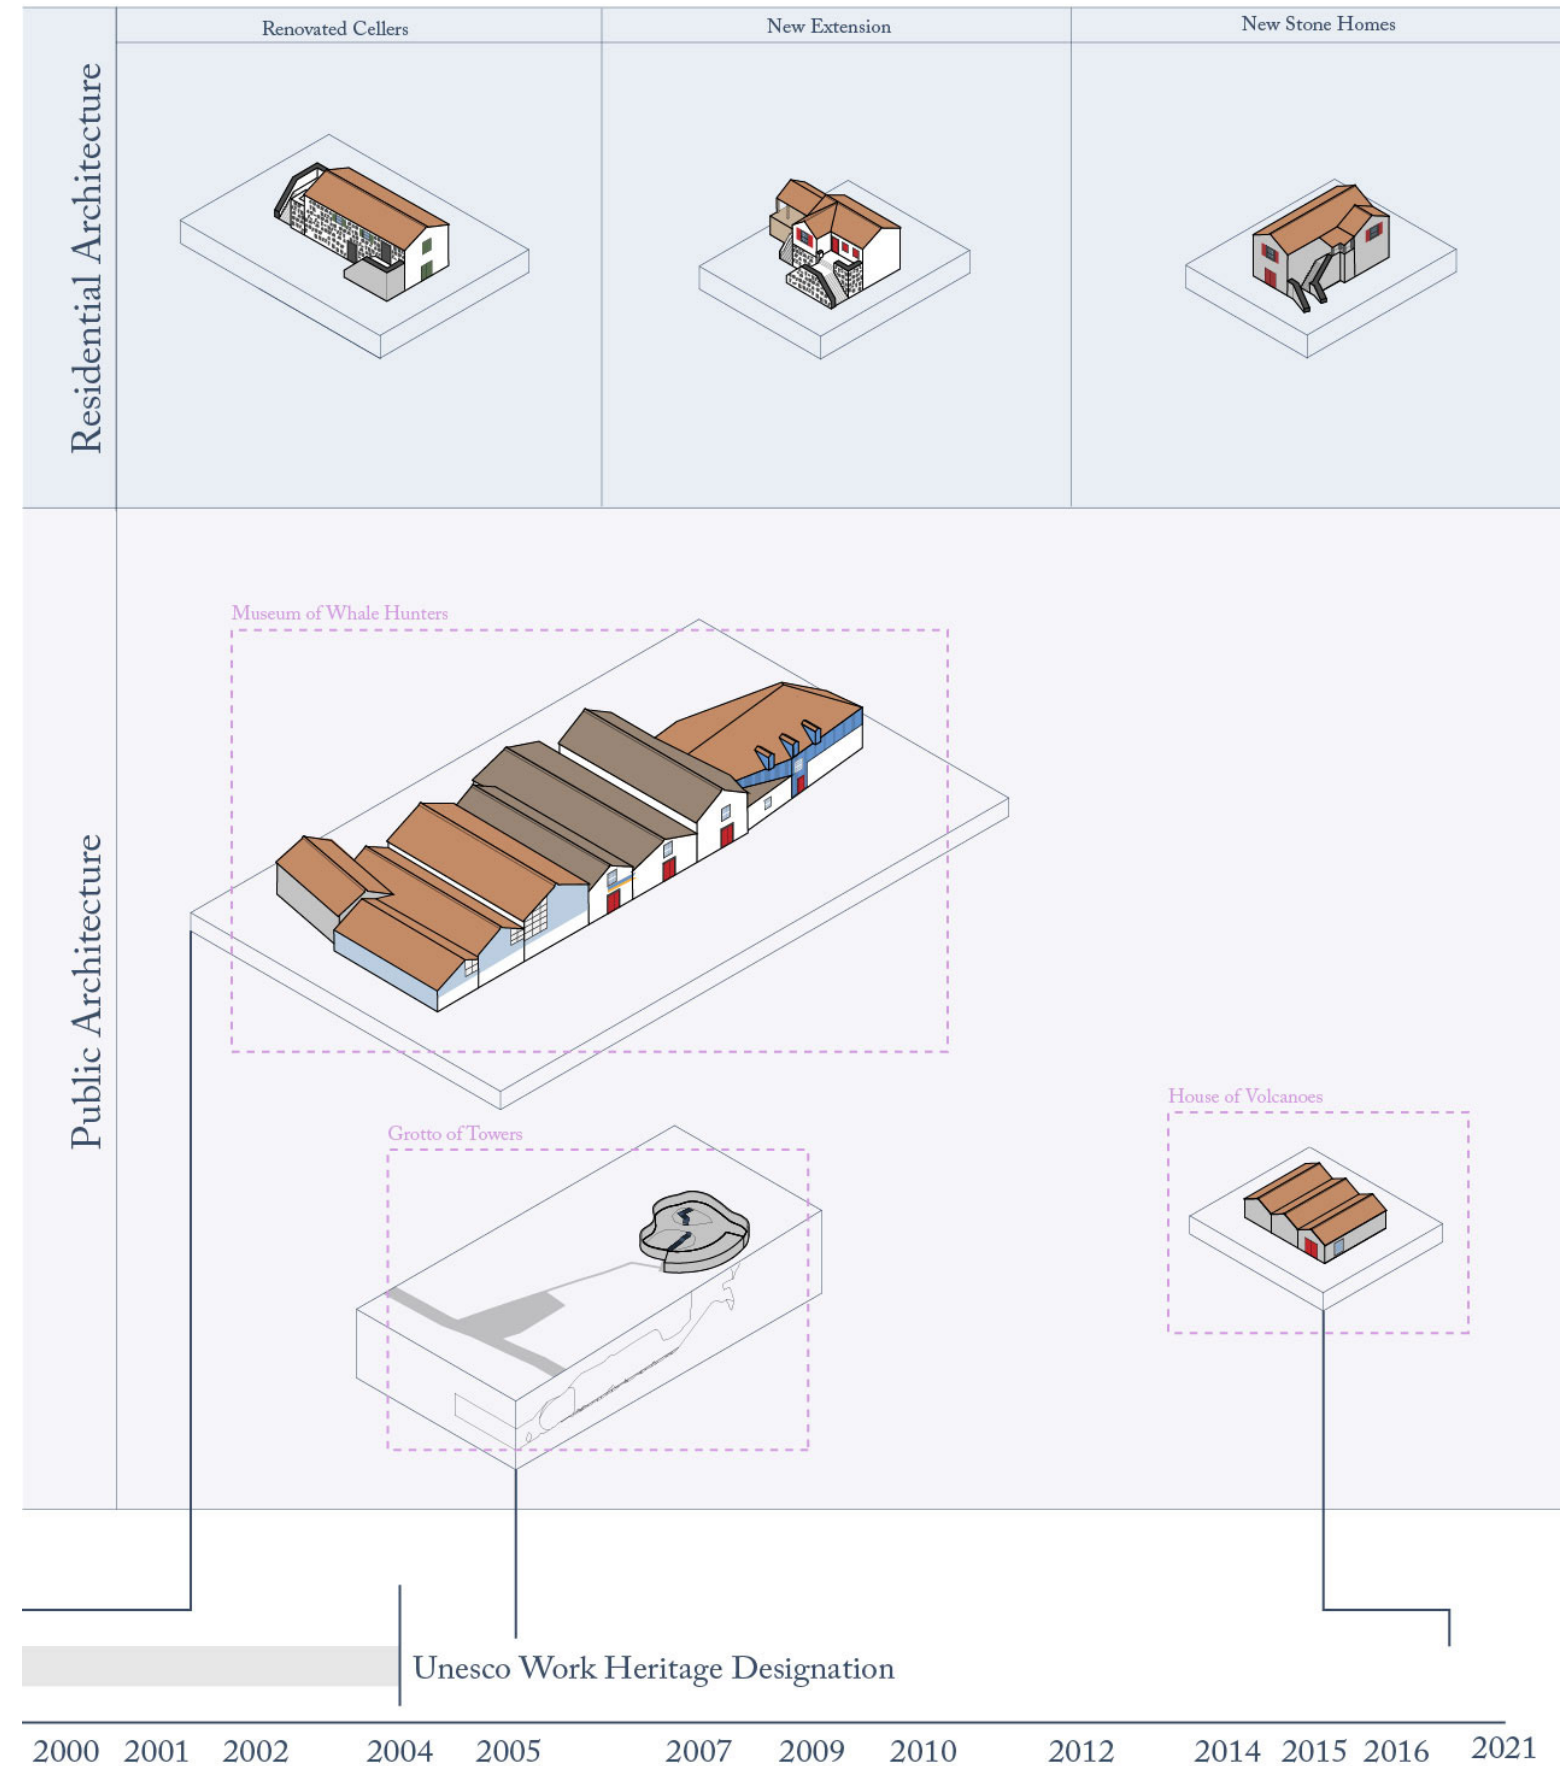 Renovated Cellers
New Extension
New Stone Homes
Residential Architecture
Public Architecture
Museum of Whale Hunters
Grotto of Towers
House of Volcanoes
Unesco Work Heritage Designation
2000 2001 2002 2004 2005 2007 2009 2010 2012 2014 2015 2016 2021